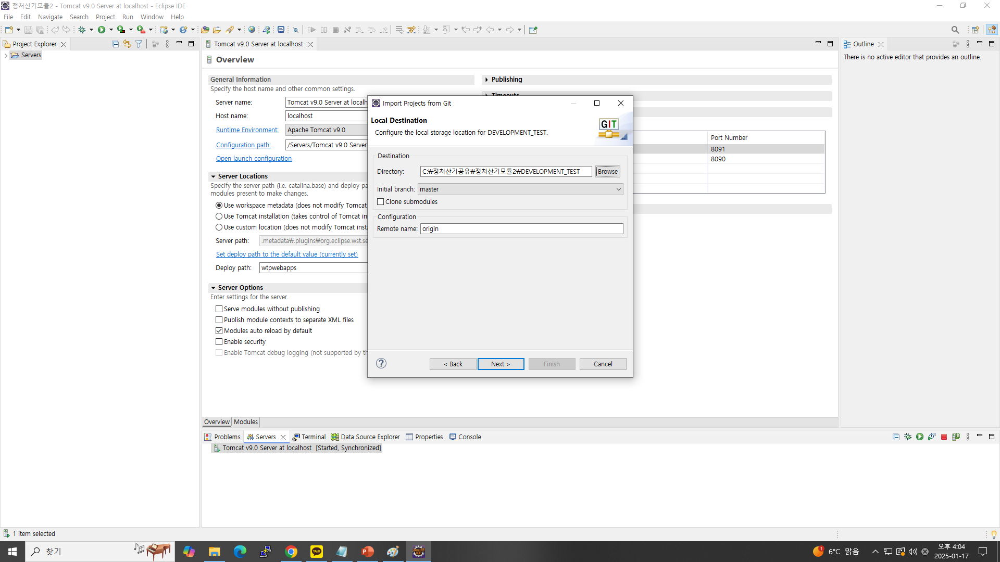 정처산기모듈2 - Tomcat v9.0 Server at localhost - Eclipse IDE
File Edit Navigate Search Project Run Window Help
Project Explorer
Servers
Tomcat v9.0 Server at localhost
Overview
General Information
Specify the host name and other common settings.
Server name: Tomcat v9.0 Server at localh
Host name: localhost
Runtime Environment: Apache Tomcat v9.0
Configuration path: /Servers/Tomcat v9.0 Server
Open launch configuration
Server Locations
Specify the server path (i.e. catalina.base) and deploy pa
modules present to make changes.
Use workspace metadata (does not modify Tomcat
Use Tomcat installation (takes control of Tomcat in
Use custom location (does not modify Tomcat inst
Server path: .metadata₩.plugins₩org.eclipse.wst.se
Set deploy path to the default value (currently set)
Deploy path: wtpwebapps
Server Options
Enter settings for the server.
Serve modules without publishing
Publish module contexts to separate XML files
Modules auto reload by default
Enable security
Enable Tomcat debug logging (not supported by th
Publishing
Timeouts
Port Number
8091
8090
Import Projects from Git
Local Destination
Configure the local storage location for DEVELOPMENT_TEST.
GIT
Destination
Directory: C:₩정처산기공유₩정처산기모듈2₩DEVELOPMENT_TEST Browse
Initial branch: master
Clone submodules
Configuration
Remote name: origin
< Back Next > Finish Cancel
Outline
There is no active editor that provides an outline.
Overview Modules
Problems Servers Terminal Data Source Explorer Properties Console
Tomcat v9.0 Server at localhost [Started, Synchronized]
1 item selected
찾기
TALK
1
6°C 맑음
오후 4:04
2025-01-17